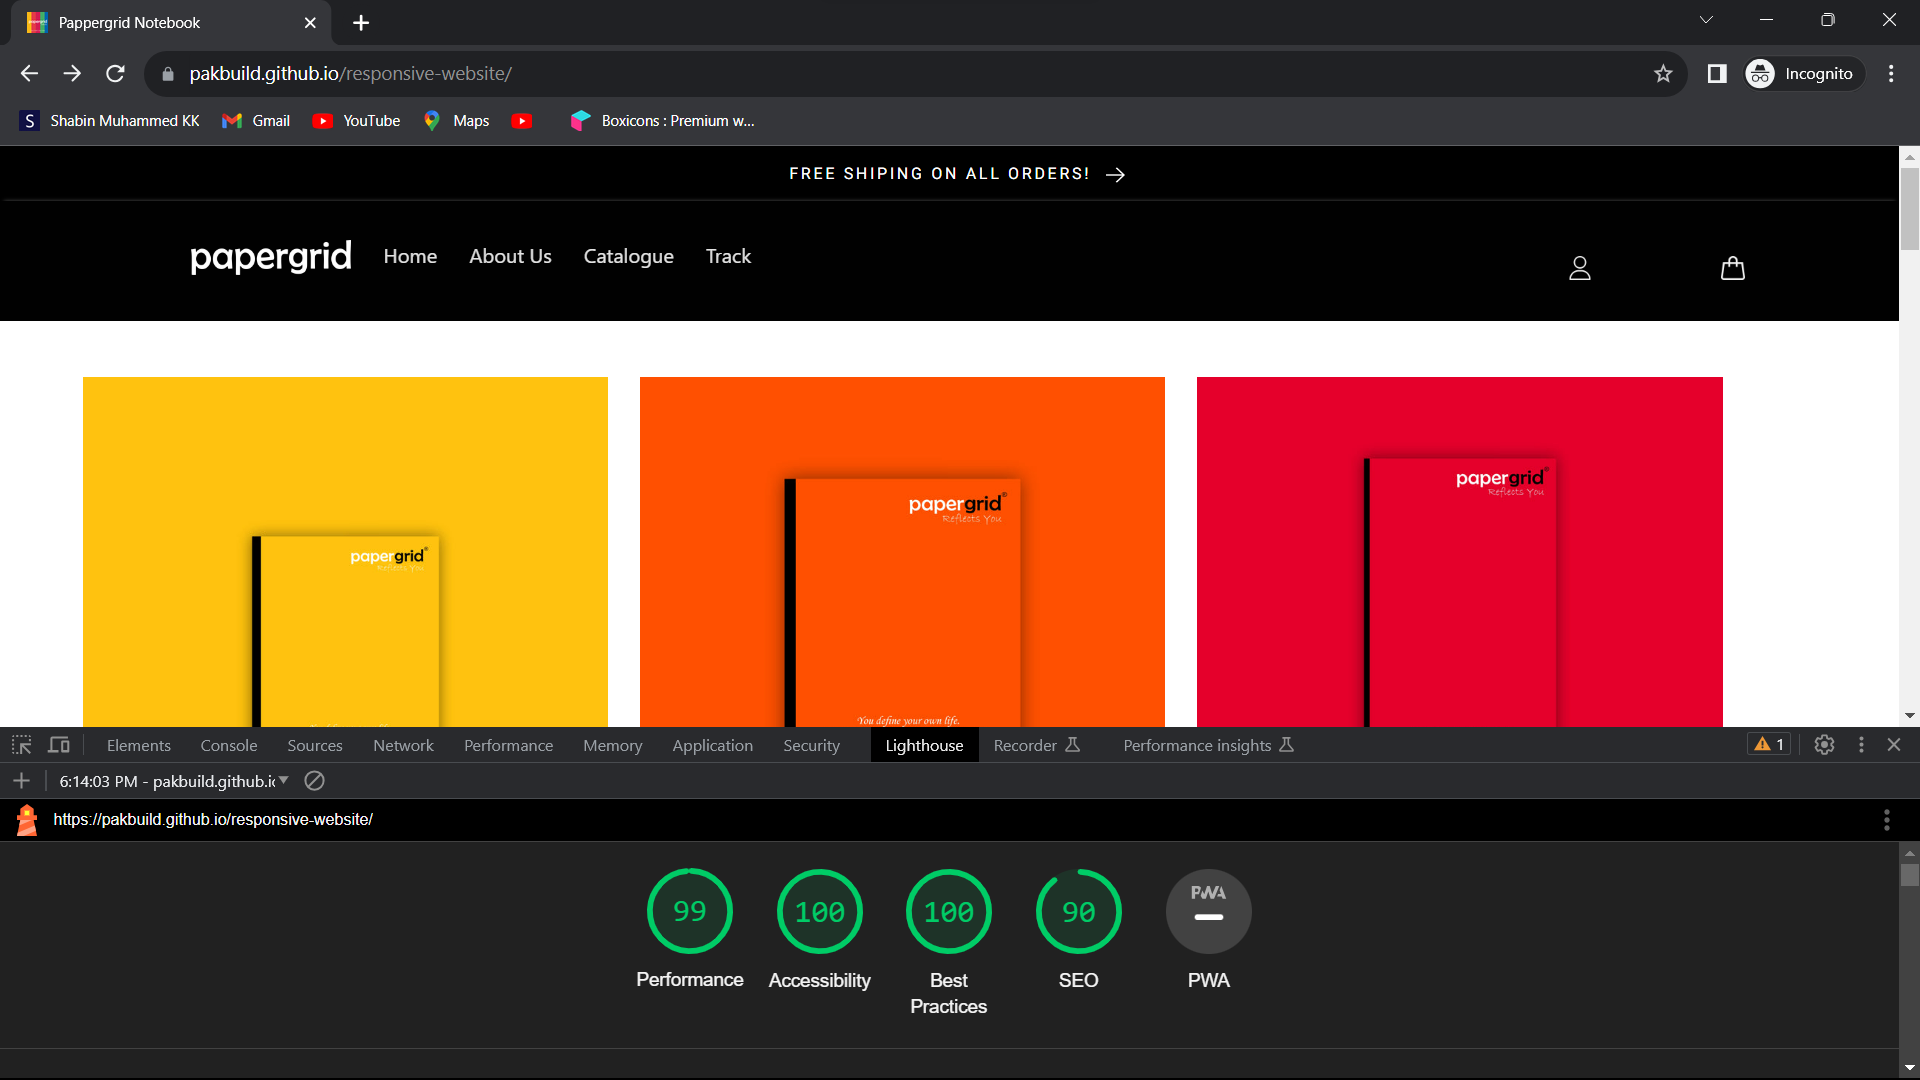 Pappergrid Notebook
pakbuild.github.io/responsive-website/
Incognito
S Shabin Muhammed KK Gmail YouTube Maps Boxicons : Premium w...
FREE SHIPING ON ALL ORDERS!
papergrid Home About Us Catalogue Track
papergrid®
Reflects You
papergrid®
Reflects You
papergrid®
Reflects You
You define your own life.
Elements Console Sources Network Performance Memory Application Security Lighthouse Recorder Performance insights 1
6:14:03 PM - pakbuild.github.i
https://pakbuild.github.io/responsive-website/
99 100 100 90 PWA
Performance Accessibility Best Practices SEO PWA